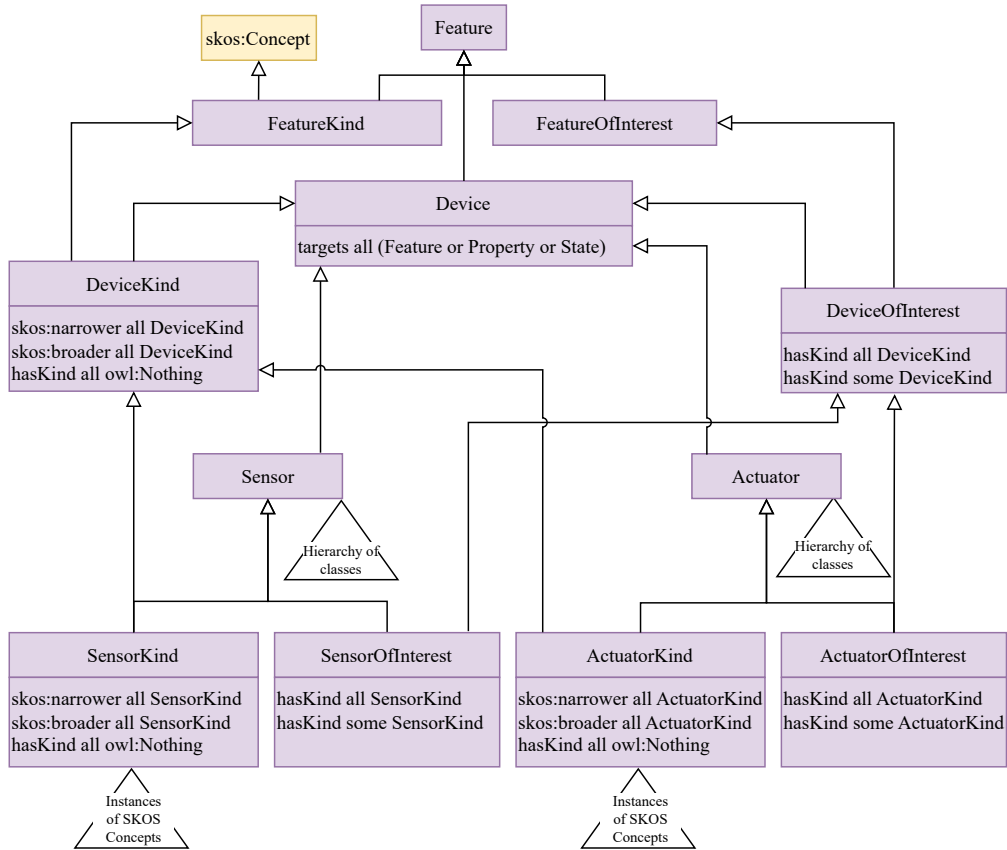 Feature
skos:Concept
FeatureKind
FeatureOfInterest
Device
targets all (Feature or Property or State)
DeviceKind
skos:narrower all DeviceKind
skos:broader all DeviceKind
hasKind all owl:Nothing
DeviceOfInterest
hasKind all DeviceKind
hasKind some DeviceKind
Sensor
Hierarchy of
classes
Actuator
Hierarchy of
classes
SensorKind
skos:narrower all SensorKind
skos:broader all SensorKind
hasKind all owl:Nothing
SensorOfInterest
hasKind all SensorKind
hasKind some SensorKind
ActuatorKind
skos:narrower all ActuatorKind
skos:broader all ActuatorKind
hasKind all owl:Nothing
ActuatorOfInterest
hasKind all ActuatorKind
hasKind some ActuatorKind
Instances
of SKOS
Concepts
Instances
of SKOS
Concepts